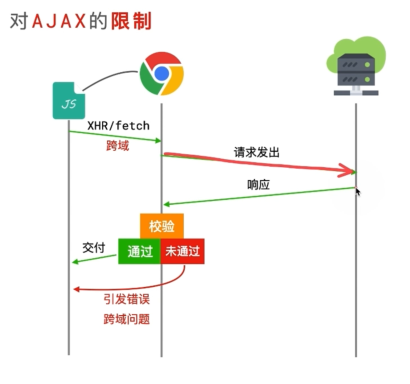 对AJAX的限制
JS
XHR/fetch
跨域
请求发出
响应
校验
交付
通过
未通过
引发错误
跨域问题